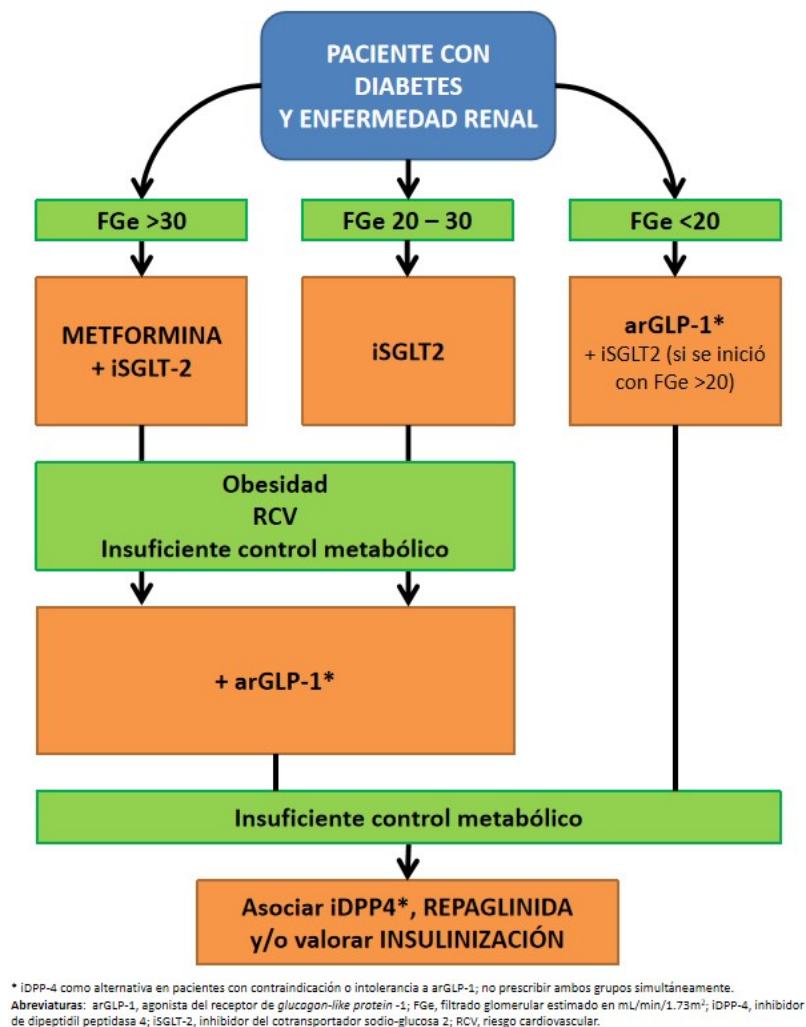 PACIENTE CON
DIABETES
Y ENFERMEDAD RENAL
FGe >30
FGe 20 – 30
FGe <20
METFORMINA
+ iSGLT-2
iSGLT2
arGLP-1*
+ iSGLT2 (si se inició
con FGe >20)
Obesidad
RCV
Insuficiente control metabólico
+ arGLP-1*
Insuficiente control metabólico
Asociar iDPP4*, REPAGLINIDA
y/o valorar INSULINIZACIÓN
* iDPP-4 como alternativa en pacientes con contraindicación o intolerancia a arGLP-1; no prescribir ambos grupos simultáneamente.
Abreviaturas: arGLP-1, agonista del receptor de glucagon-like protein -1; FGe, filtrado glomerular estimado en mL/min/1.73m²; iDPP-4, inhibidor
de dipeptidil peptidasa 4; iSGLT-2, inhibidor del cotransportador sodio-glucosa 2; RCV, riesgo cardiovascular.